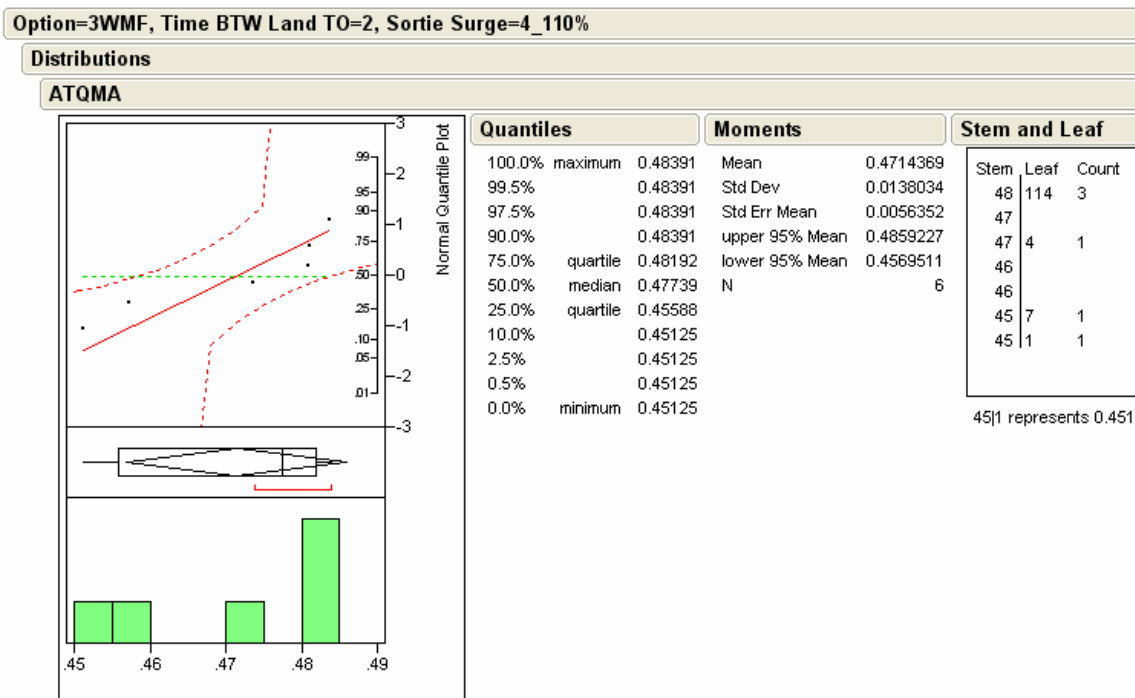 Option=3WMF, Time BTW Land TO=2, Sortie Surge=4_110%
Distributions
ATQMA
3
2
1
0
-1
-2
-3
.99
.95
.90
.75
.50
.25
.10
.05
.01
Normal Quantile Plot
.45 .46 .47 .48 .49
Quantiles
100.0% maximum 0.48391
99.5% 0.48391
97.5% 0.48391
90.0% 0.48391
75.0% quartile 0.48192
50.0% median 0.47739
25.0% quartile 0.45588
10.0% 0.45125
2.5% 0.45125
0.5% 0.45125
0.0% minimum 0.45125
Moments
Mean 0.4714369
Std Dev 0.0138034
Std Err Mean 0.0056352
upper 95% Mean 0.4859227
lower 95% Mean 0.4569511
N 6
Stem and Leaf
Stem Leaf Count
48 114 3
47
47 4 1
46
46
45 7 1
45 1 1
45|1 represents 0.451